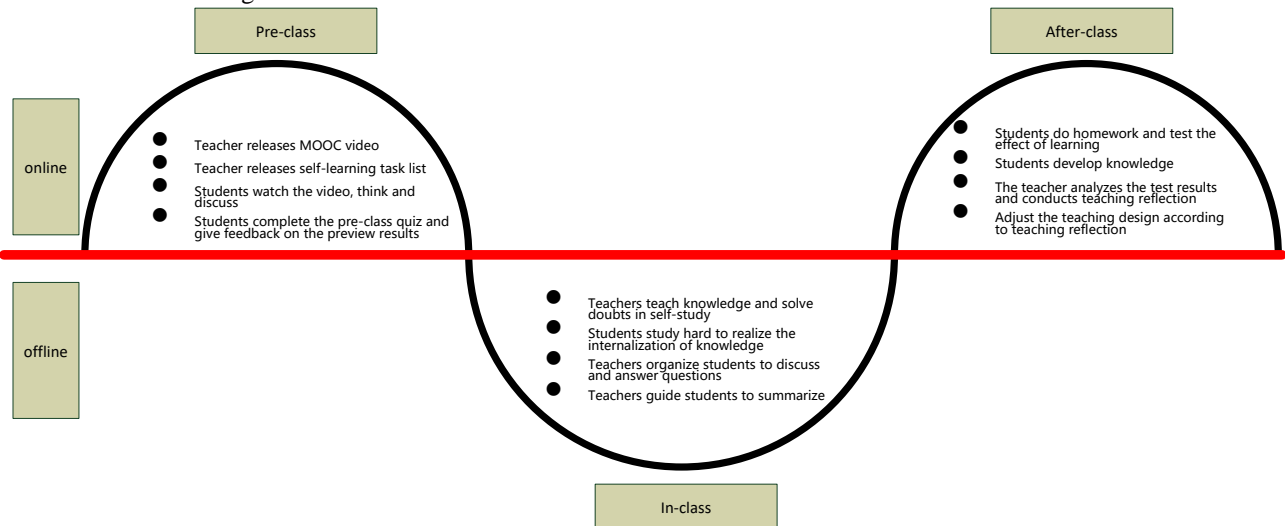 Pre-class
After-class
online
Teacher releases MOOC video
Teacher releases self-learning task list
Students watch the video, think and
discuss
Students complete the pre-class quiz and
give feedback on the preview results
Students do homework and test the
effect of learning
Students develop knowledge
The teacher analyzes the test results
and conducts teaching reflection
Adjust the teaching design according
to teaching reflection
offline
Teachers teach knowledge and solve
doubts in self-study
Students study hard to realize the
internalization of knowledge
Teachers organize students to discuss
and answer questions
Teachers guide students to summarize
In-class